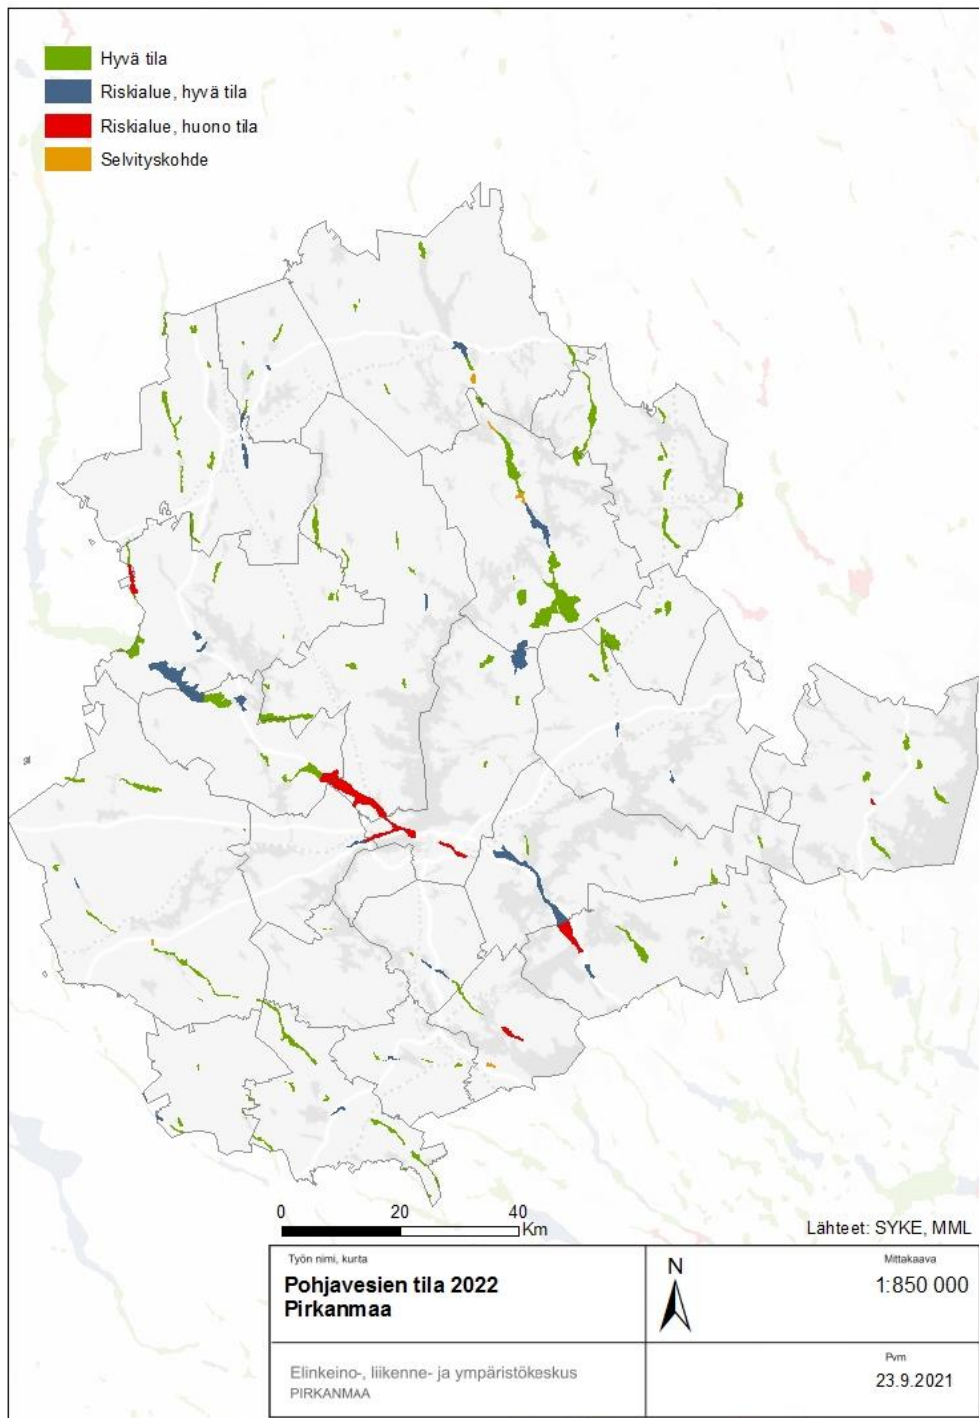 Hyvä tila
Riskialue, hyvä tila
Riskialue, huono tila
Selvityskohde
0 20 40
Km
Lähteet: SYKE, MML
Työn nimi, kunta
Pohjavesien tila 2022
Pirkanmaa
N
Mittakaava
1:850 000
Elinkeino-, liikenne- ja ympäristökeskus
PIRKANMAA
Pvm
23.9.2021